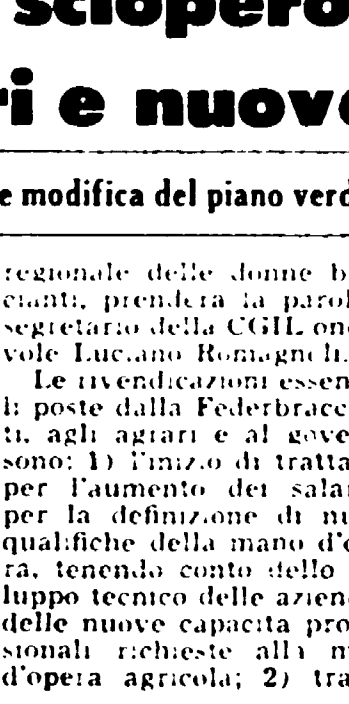 sciopero
ri e nuove
e modifica del piano verd
regionale delle donne b
cianti, prenderà la parol
segretario della CGIL ono
vole Luciano Romagnoli.
Le rivendicazioni essen
li poste dalla Federbracc
ti, agli agrari e al gove
sono: 1) l'inizio di tratta
per l'aumento dei salar
per la definizione di nu
qualifiche della mano d'o
ra, tenendo conto dello
luppo tecnico delle azien
delle nuove capacità pro
sionali richieste alla m
d'opera agricola; 2) tra